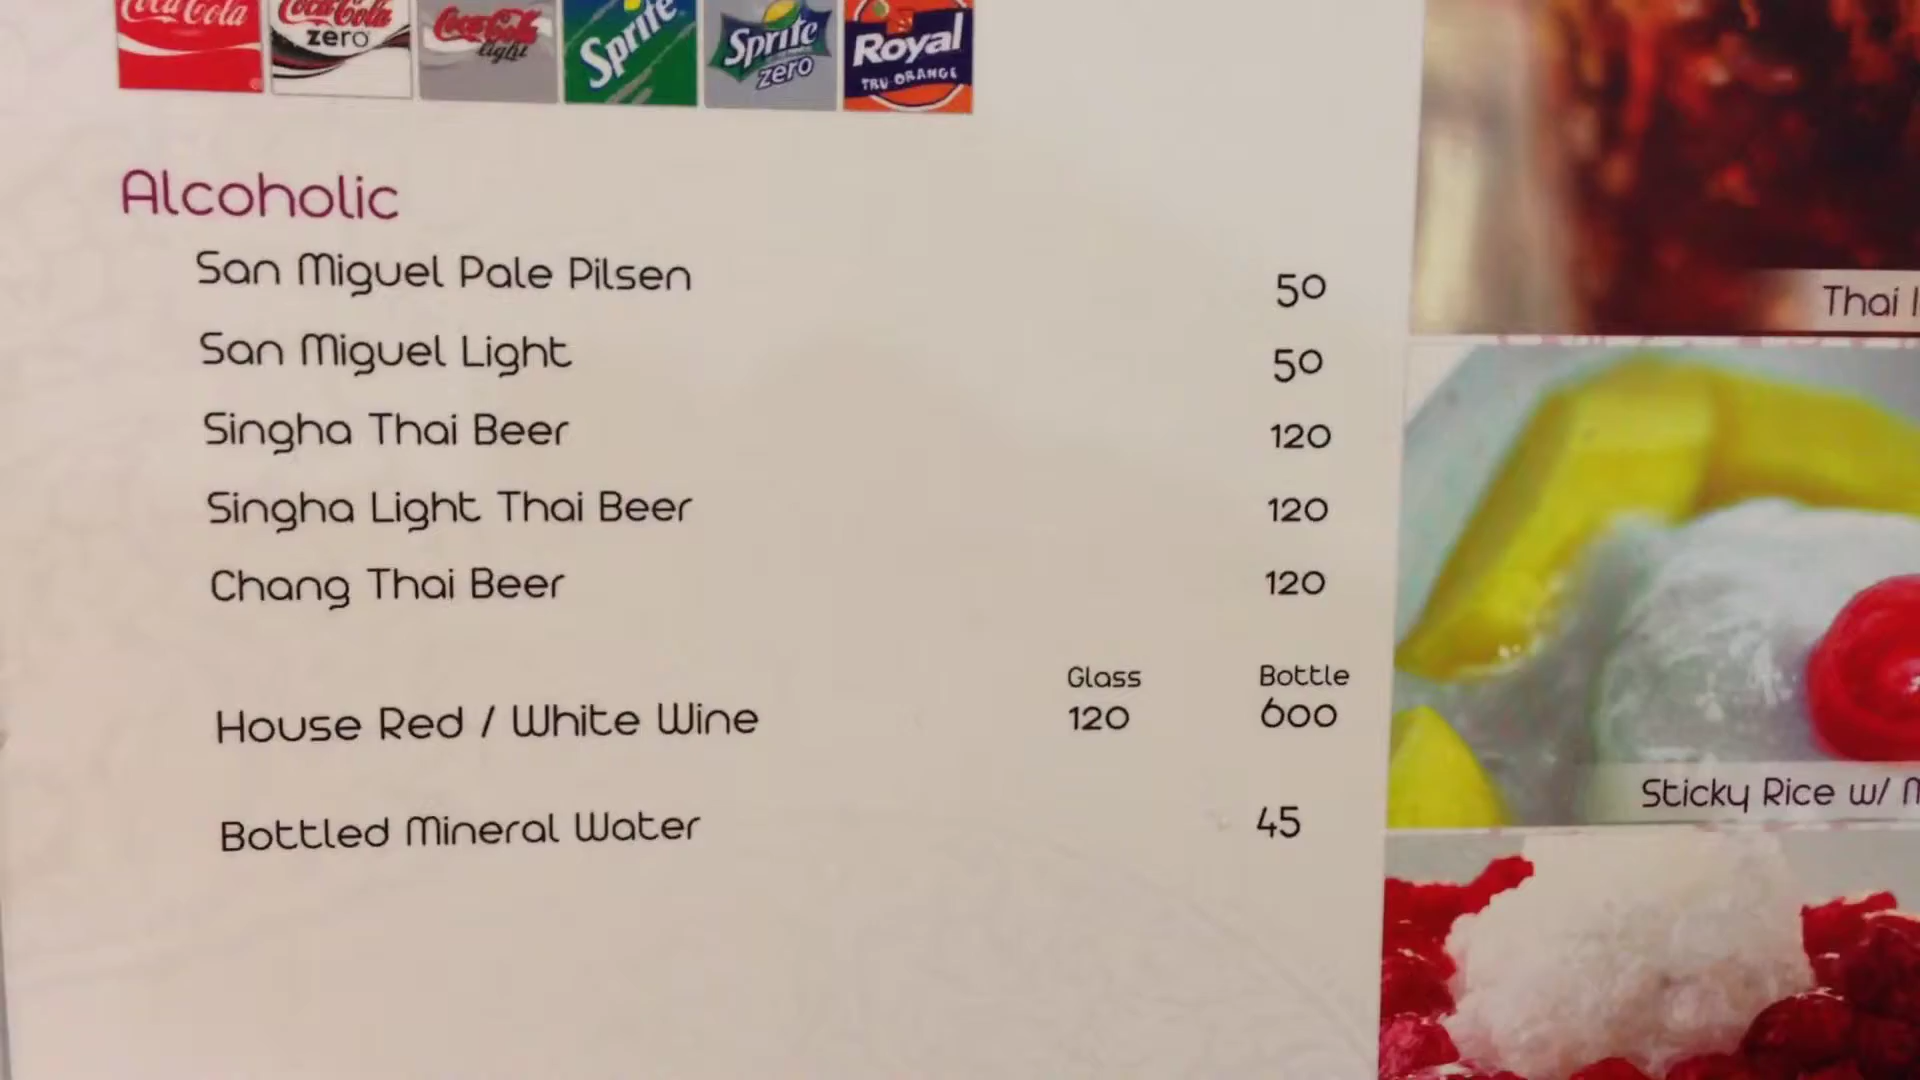 Coca-Cola
Coca-Cola
zero
Coca-Cola
light
Sprite
Sprite
zero
Royal
TRU-ORANGE
Alcoholic
San Miguel Pale Pilsen 50
San Miguel Light 50
Singha Thai Beer 120
Singha Light Thai Beer 120
Chang Thai Beer 120
Glass Bottle
House Red / White Wine 120 600
Bottled Mineral Water 45
Thai
Sticky Rice w/